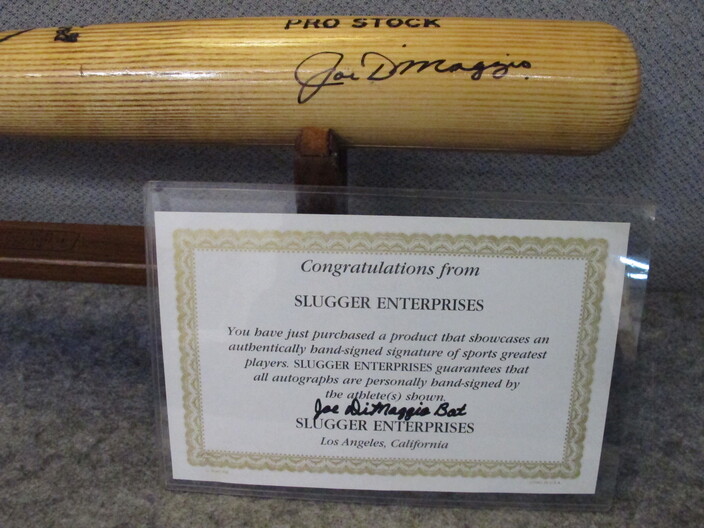 PRO STOCK
Joe DiMaggio
Congratulations from
SLUGGER ENTERPRISES
You have just purchased a product that showcases an
authentically hand-signed signature of sports greatest
players. SLUGGER ENTERPRISES guarantees that
all autographs are personally hand-signed by
the athlete(s) shown.
Joe DiMaggio Bat
SLUGGER ENTERPRISES
Los Angeles, California